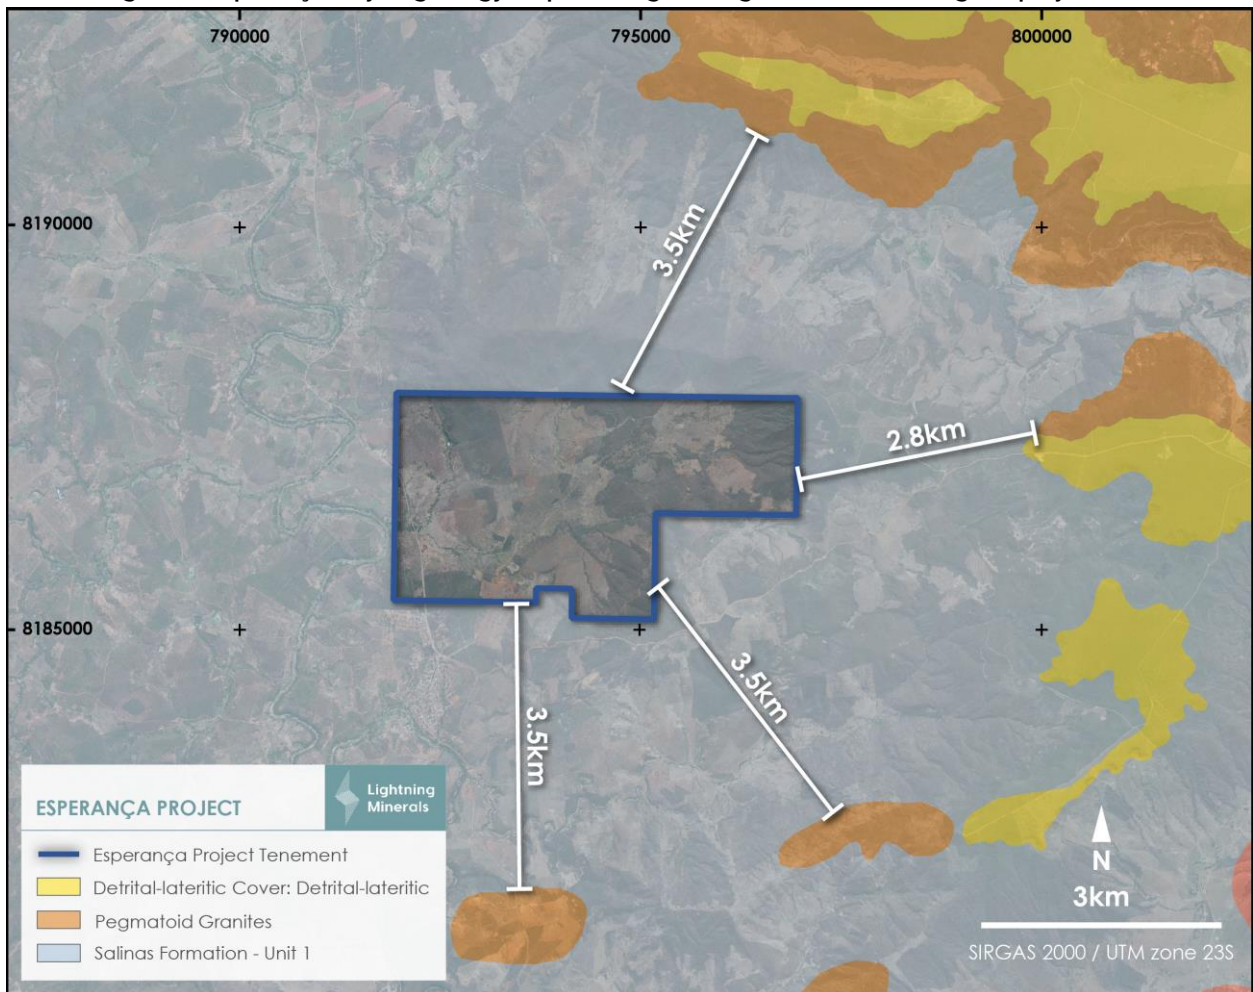 790000
795000
800000
8190000
3.5km
2.8km
8185000
3.5km
3.5km
Lightning
Minerals
ESPERANÇA PROJECT
Esperança Project Tenement
Detrital-lateritic Cover: Detrital-lateritic
Pegmatoid Granites
Salinas Formation - Unit 1
N
3km
SIRGAS 2000 / UTM zone 23S